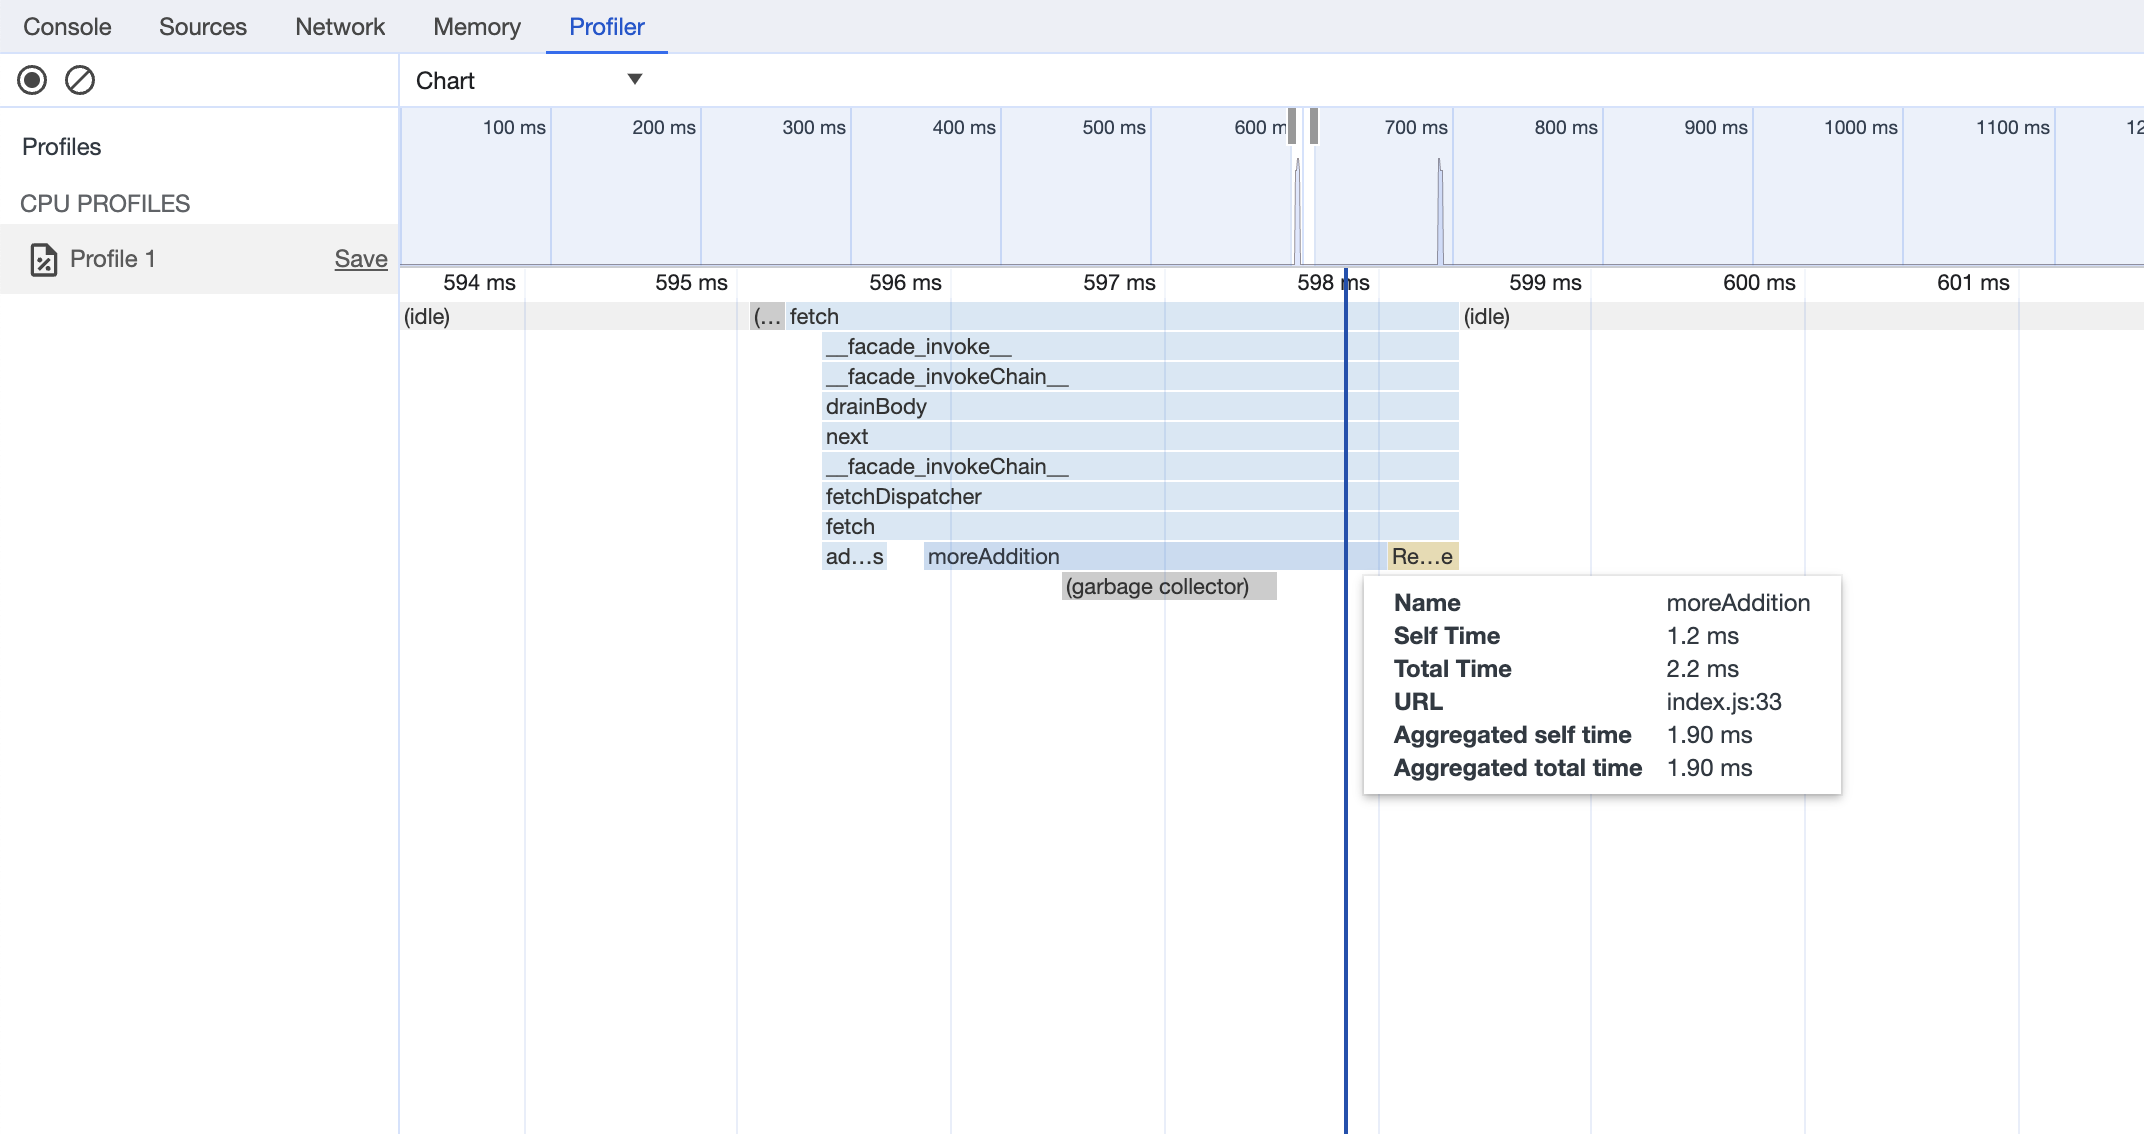 Console Sources Network Memory Profiler
Chart
Profiles
CPU PROFILES
Profile 1 Save
100 ms 200 ms 300 ms 400 ms 500 ms 600 m 700 ms 800 ms 900 ms 1000 ms 1100 ms 12
594 ms 595 ms 596 ms 597 ms 598 ms 599 ms 600 ms 601 ms
(idle) (... fetch (idle)
__facade_invoke__
__facade_invokeChain__
drainBody
next
__facade_invokeChain__
fetchDispatcher
fetch
ad...s moreAddition Re...e
(garbage collector)
Name moreAddition
Self Time 1.2 ms
Total Time 2.2 ms
URL index.js:33
Aggregated self time 1.90 ms
Aggregated total time 1.90 ms